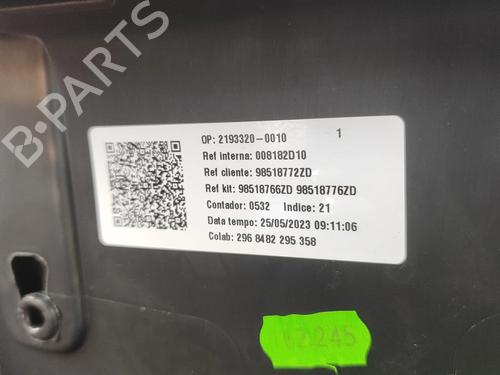 OP: 2193320-0010 1
Ref interna: 008182D10
Ref cliente: 98518772ZD
Ref kit: 98518766ZD 98518776ZD
Contador: 0532 Indice: 21
Data tempo: 25/05/2023 09:11:06
Colab: 296 8482 295 358
B-PARTS